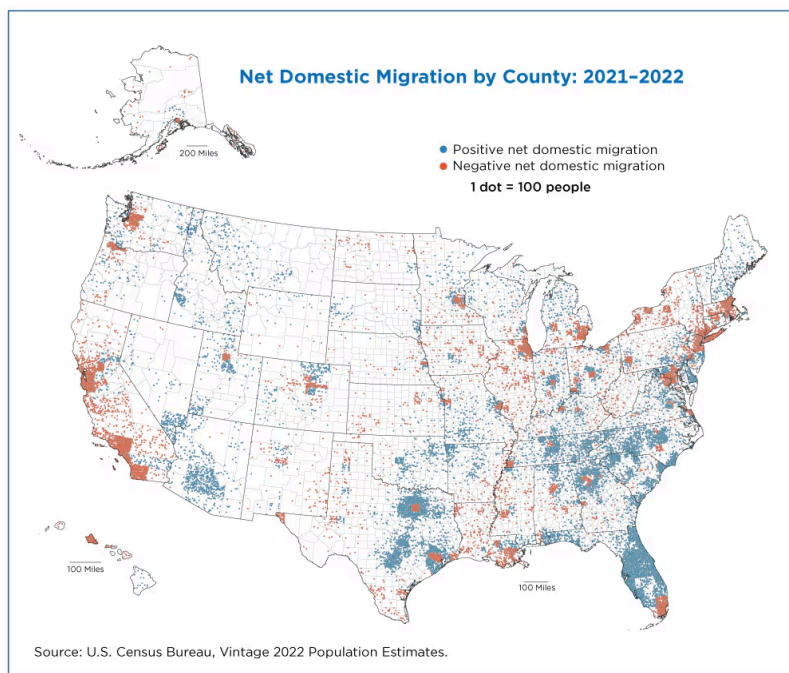 Net Domestic Migration by County: 2021–2022
200 Miles
Positive net domestic migration
Negative net domestic migration
1 dot = 100 people
100 Miles
100 Miles
Source: U.S. Census Bureau, Vintage 2022 Population Estimates.